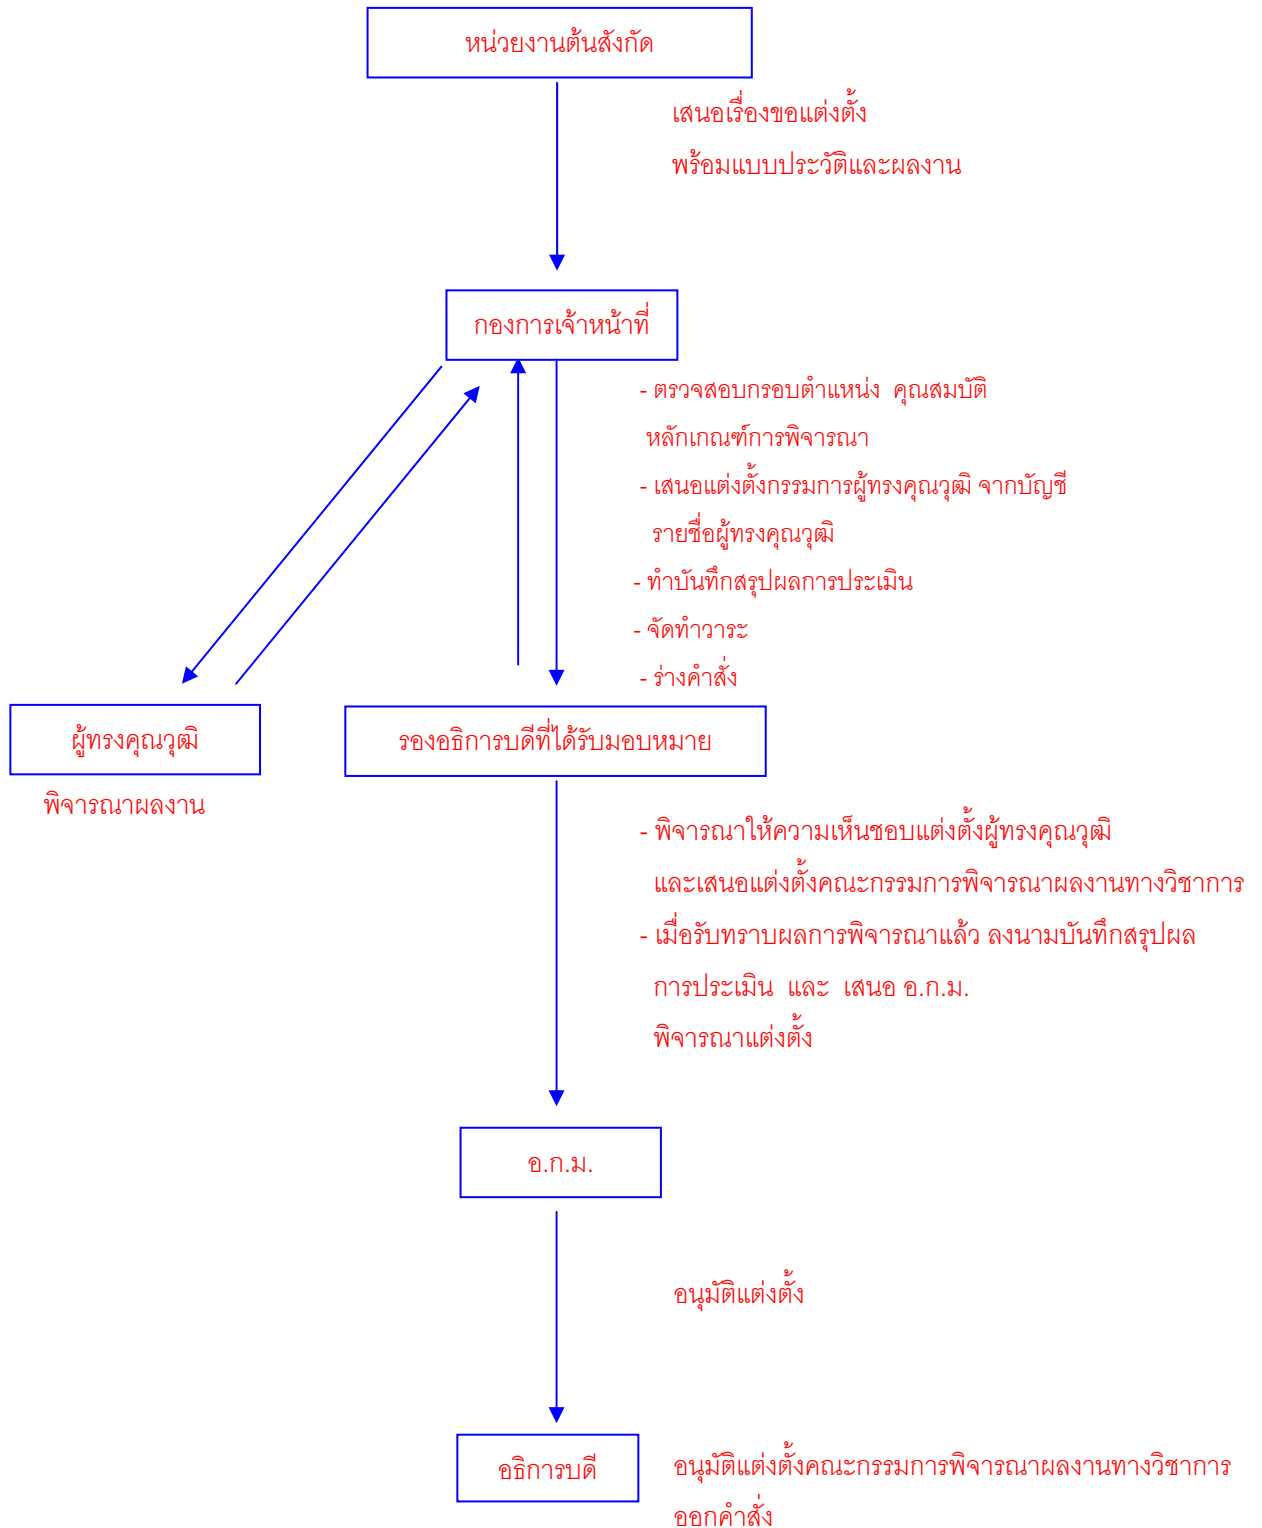 หน่วยงานต้นสังกัด
เสนอเรื่องขอแต่งตั้ง
พร้อมแบบประวัติและผลงาน
กองการเจ้าหน้าที่
- ตรวจสอบกรอบตำแหน่ง คุณสมบัติ
หลักเกณฑ์การพิจารณา
- เสนอแต่งตั้งกรรมการผู้ทรงคุณวุฒิ จากบัญชี
รายชื่อผู้ทรงคุณวุฒิ
- ทำบันทึกสรุปผลการประเมิน
- จัดทำวาระ
- ร่างคำสั่ง
ผู้ทรงคุณวุฒิ
พิจารณาผลงาน
รองอธิการบดีที่ได้รับมอบหมาย
- พิจารณาให้ความเห็นชอบแต่งตั้งผู้ทรงคุณวุฒิ
และเสนอแต่งตั้งคณะกรรมการพิจารณาผลงานทางวิชาการ
- เมื่อรับทราบผลการพิจารณาแล้ว ลงนามบันทึกสรุปผล
การประเมิน และ เสนอ อ.ก.ม.
พิจารณาแต่งตั้ง
อ.ก.ม.
อนุมัติแต่งตั้ง
อธิการบดี
อนุมัติแต่งตั้งคณะกรรมการพิจารณาผลงานทางวิชาการ
ออกคำสั่ง